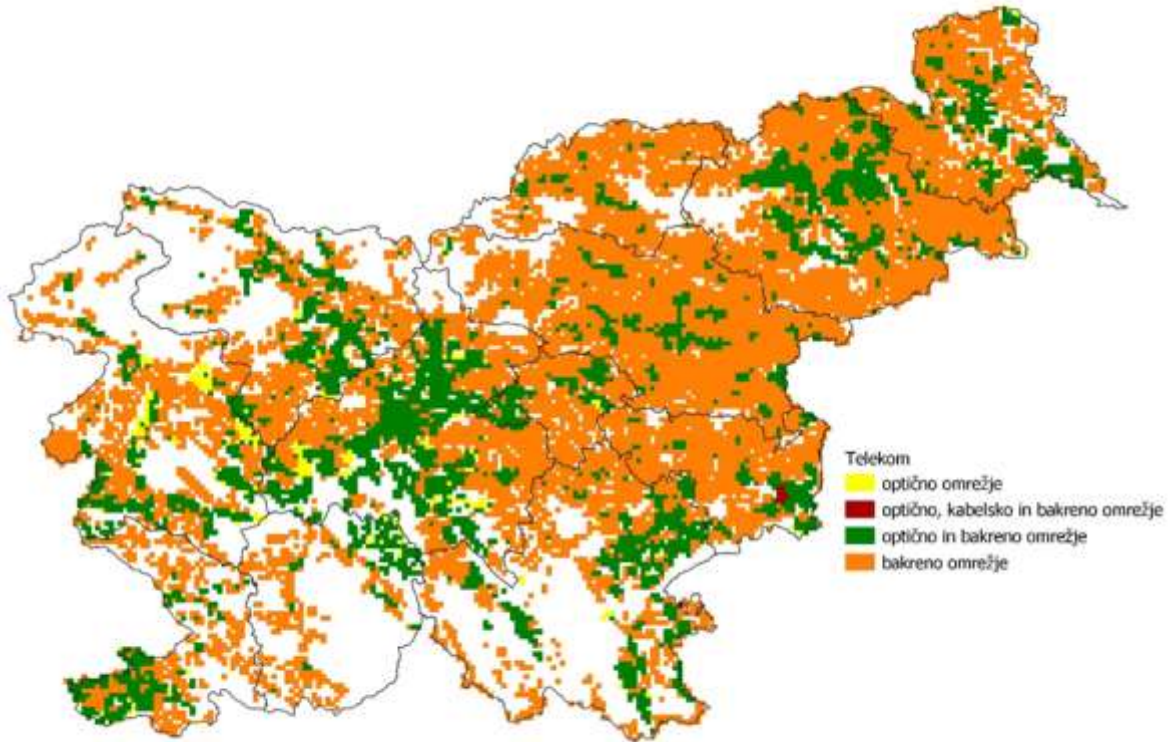 Telekom
optično omrežje
optično, kabelsko in bakreno omrežje
optično in bakreno omrežje
bakreno omrežje